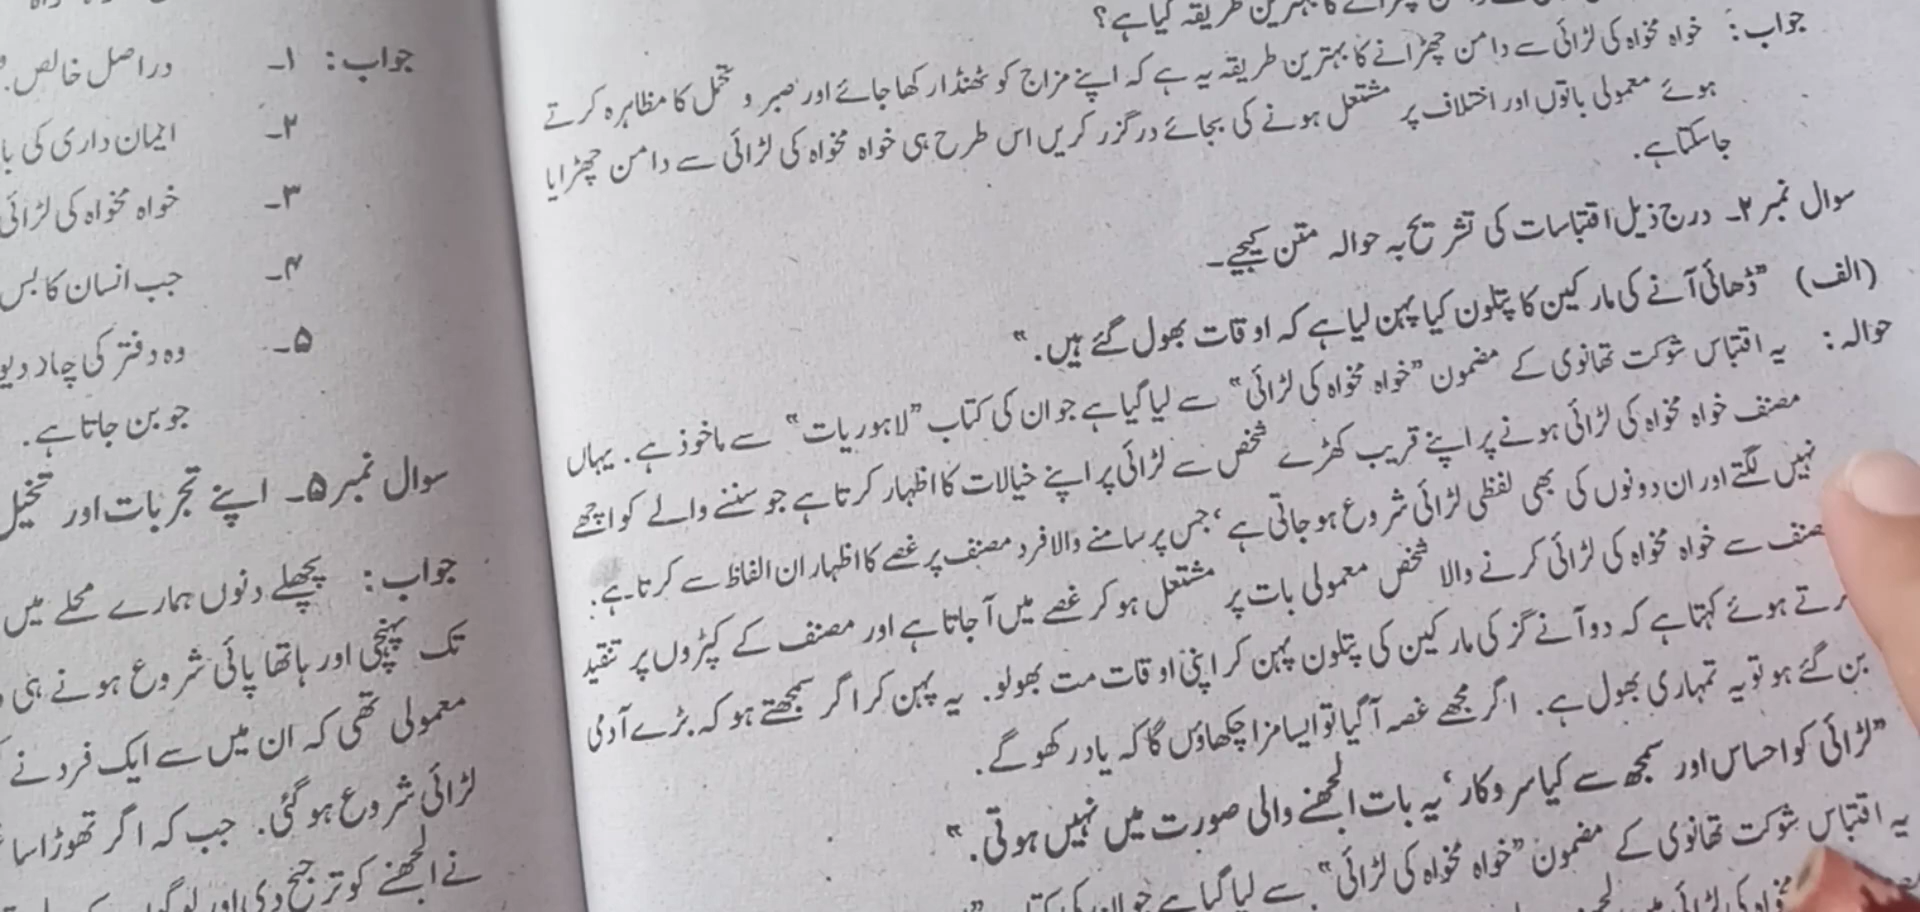 طریقہ کیا ہے؟
جواب: خواہ مخواہ کی لڑائی سے دامن چھڑانے کا بہترین طریقہ یہ ہے کہ اپنے مزاج کو ٹھنڈا رکھا جائے اور صبر و تحمل کا مظاہرہ کرتے
ہوئے معمولی باتوں اور اختلاف پر مشتعل ہونے کی بجائے درگزر کریں اس طرح ہی خواہ مخواہ کی لڑائی سے دامن چھڑایا
جاسکتا ہے۔
سوال نمبر ۲۔ درج ذیل اقتباسات کی تشریح بہ حوالہ متن کیجیے۔
(الف) ”ڈھائی آنے کی مارکین کا پتلون کیا پہن لیا ہے کہ اوقات بھول گئے ہیں۔“
حوالہ: یہ اقتباس شوکت تھانوی کے مضمون ”خواہ مخواہ کی لڑائی“ سے لیا گیا ہے جو ان کی کتاب ”لاہوریات“ سے ماخوذ ہے۔ یہاں
مصنف خواہ مخواہ کی لڑائی ہونے پر اپنے قریب کھڑے شخص سے لڑائی پر اپنے خیالات کا اظہار کرتا ہے جو سننے والے کو اچھے
نہیں لگتے اور ان دونوں کی بھی لفظی لڑائی شروع ہو جاتی ہے‘ جس پر سامنے والا فرد مصنف پر غصے کا اظہار ان الفاظ سے کرتا ہے۔
سے خواہ مخواہ کی لڑائی کرنے والا شخص معمولی بات پر مشتعل ہو کر غصے میں آ جاتا ہے اور مصنف کے کپڑوں پر تنقید
ہوئے کہتا ہے کہ دو آنے گز کی مارکین کی پتلون پہن کر اپنی اوقات مت بھولو۔ یہ پہن کر اگر سمجھتے ہو کہ بڑے آدمی
بن گئے ہو تو یہ تمہاری بھول ہے۔ اگر مجھے غصہ آ گیا تو ایسا مزا چکھاؤں گا کہ یاد رکھو گے۔
”لڑائی کو احساس اور سمجھ سے کیا سروکار‘ یہ بات الجھنے والی صورت میں نہیں ہوتی۔“
یہ اقتباس شوکت تھانوی کے مضمون ”خواہ مخواہ کی لڑائی“ سے لیا گیا ہے
جواب: ۱۔ دراصل خالص
۲۔ ایمان داری کی
۳۔ خواہ مخواہ کی لڑائی
۴۔ جب انسان کا بس
۵۔ وہ دفتر کی چار
جو بن جاتا ہے۔
سوال نمبر ۵۔ اپنے تجربات اور تخیل
جواب: پچھلے دنوں ہمارے محلے میں
تک پہنچی اور ہاتھا پائی شروع ہونے ہی
معمولی تھی کہ ان میں سے ایک فرد نے
لڑائی شروع ہو گئی۔ جب کہ اگر تھوڑا سا
نے الجھنے کو ترجیح دی اور